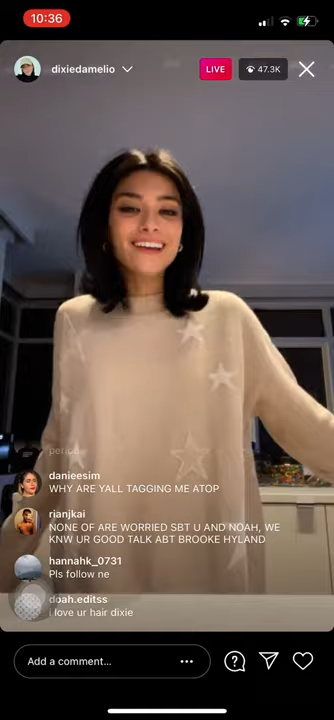 10:36
dixiedamelio
LIVE
47.3K
danieesim
WHY ARE YALL TAGGING ME ATOP
rianjkai
NONE OF ARE WORRIED SBT U AND NOAH, WE
KNW UR GOOD TALK ABT BROOKE HYLAND
hannahk_0731
Pls follow ne
doah.editss
i love ur hair dixie
Add a comment...